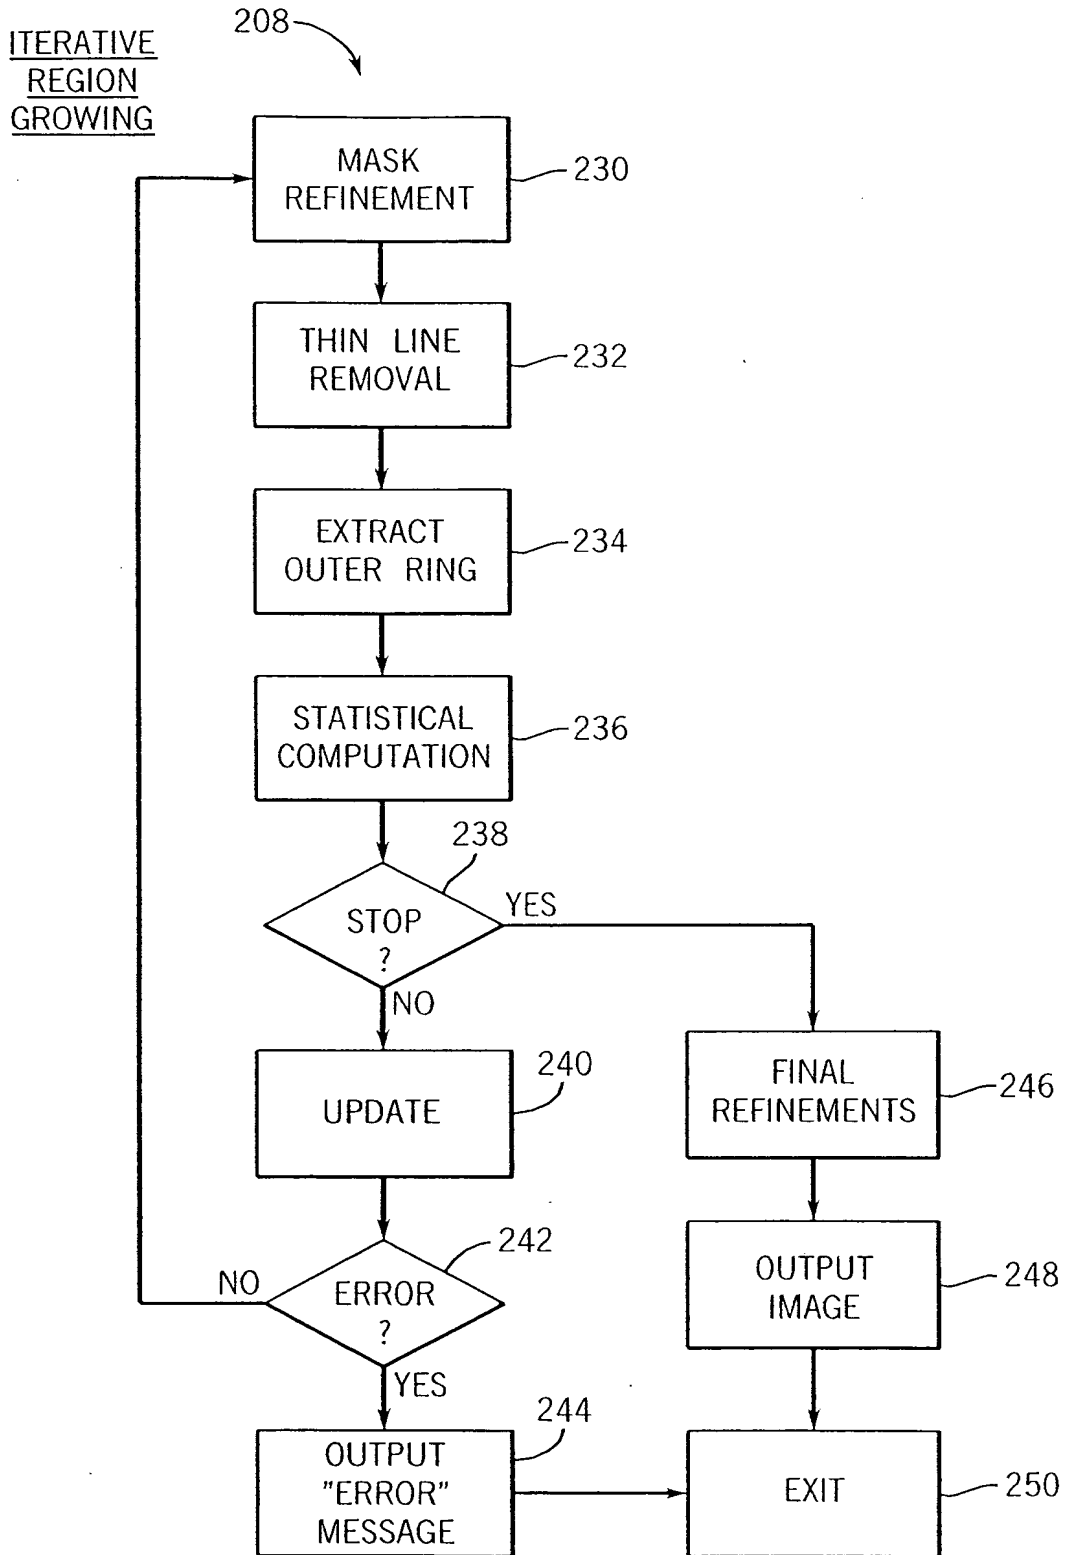 208
ITERATIVE
REGION
GROWING
MASK
REFINEMENT
230
THIN LINE
REMOVAL
232
EXTRACT
OUTER RING
234
STATISTICAL
COMPUTATION
236
238
STOP
?
YES
NO
240
UPDATE
FINAL
REFINEMENTS
246
242
ERROR
?
NO
YES
OUTPUT
IMAGE
248
244
OUTPUT
"ERROR"
MESSAGE
EXIT
250